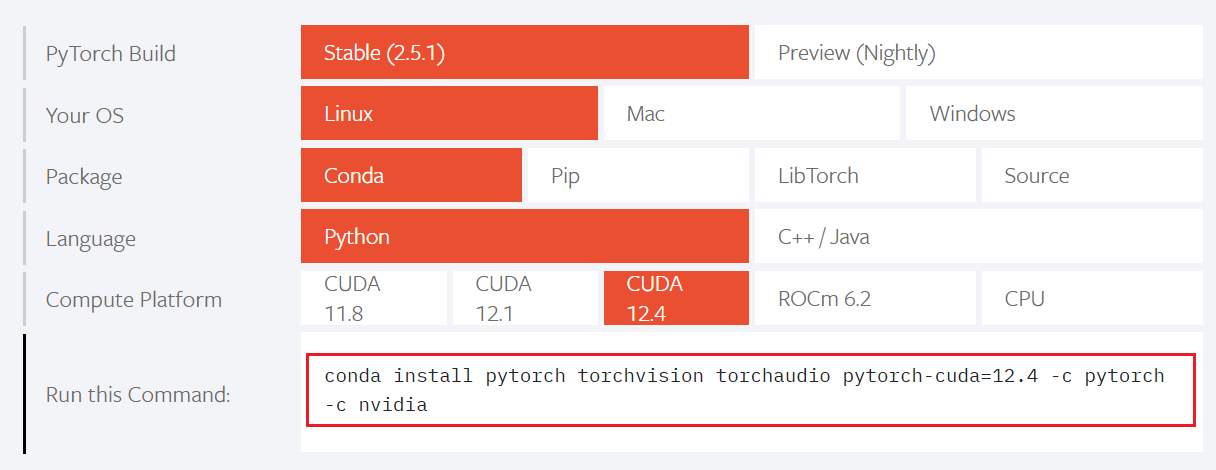 PyTorch Build
Stable (2.5.1)
Preview (Nightly)
Your OS
Linux
Mac
Windows
Package
Conda
Pip
LibTorch
Source
Language
Python
C++ / Java
Compute Platform
CUDA
11.8
CUDA
12.1
CUDA
12.4
ROCm 6.2
CPU
Run this Command:
conda install pytorch torchvision torchaudio pytorch-cuda=12.4 -c pytorch
-c nvidia